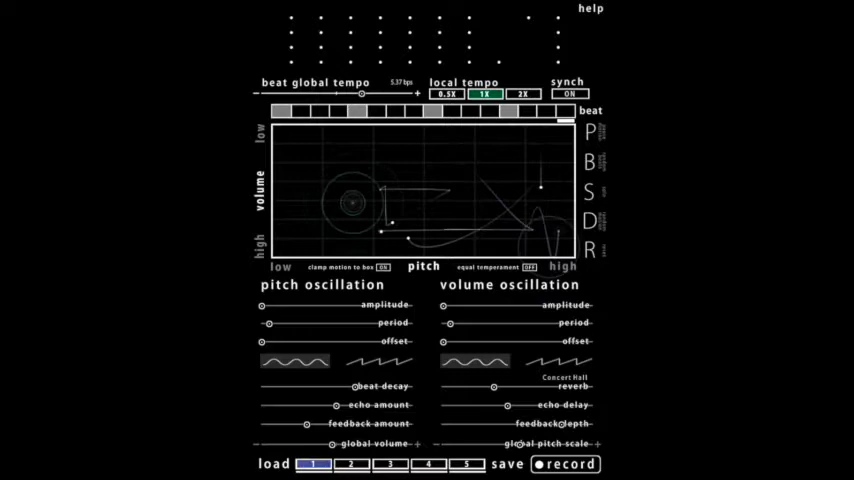 help
beat global tempo 5.37 bps local tempo synch
− + 0.5X 1X 2X ON
beat
low
P
B
volume
S
D
high
R
low clamp motion to box ON pitch equal temperament OFF high
pitch oscillation volume oscillation
amplitude amplitude
period period
offset offset
Concert Hall
beat decay reverb
echo amount echo delay
feedback amount feedback depth
− global volume + − global pitch scale +
load 1 2 3 4 5 save record